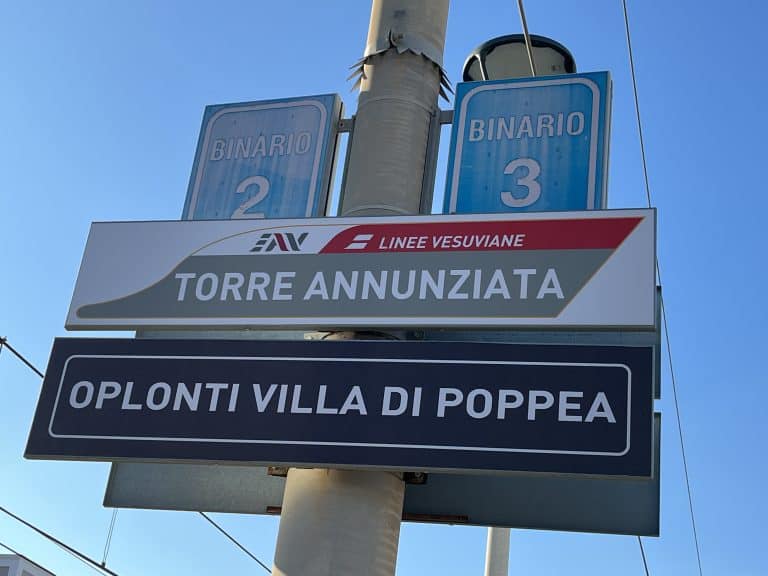 BINARIO
2
BINARIO
3
EAV LINEE VESUVIANE
TORRE ANNUNZIATA
OPLONTI VILLA DI POPPEA